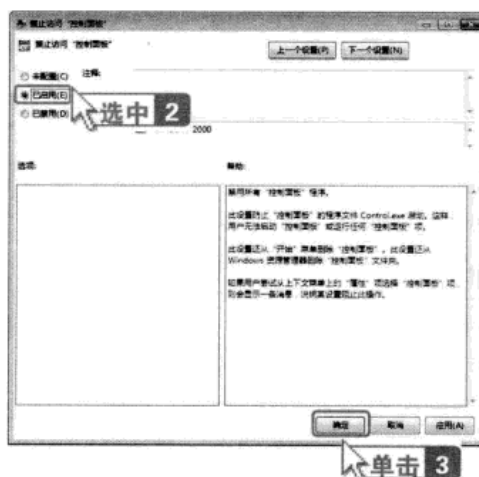 禁止访问 "控制面板"
禁止访问 "控制面板"
上一个设置(P)
下一个设置(N)
未配置(C)
注释:
已启用(E)
选中 2
已禁用(D)
2000
选项:
帮助:
禁用所有 "控制面板" 程序。
此设置防止 "控制面板" 的程序文件 Control.exe 启动。注释,
用户无法启动 "控制面板" 或运行任何 "控制面板" 项。
此设置还从 "开始" 菜单删除 "控制面板"。此设置还从
Windows 资源管理器删除 "控制面板" 文件夹。
如果用户尝试从上下文菜单上的 "属性" 项选择 "控制面板" 项,
则会显示一条消息,说明某设置阻止此操作。
确定
取消
应用(A)
单击 3